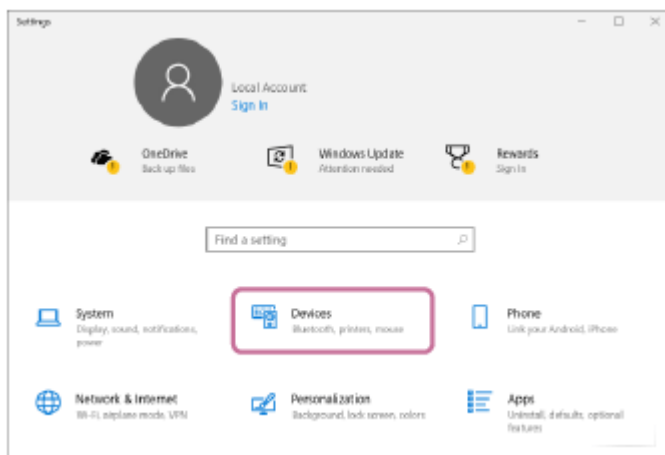 Settings
Local Account
Sign In
OneDrive
Back up files
Windows Update
Attention needed
Rewards
Sign In
Find a setting
System
Display, sound, notifications,
power
Devices
Bluetooth, printers, mouse
Phone
Link your Android, iPhone
Network & Internet
Wi-Fi, airplane mode, VPN
Personalization
Background, lock screen, colors
Apps
Uninstall, defaults, optional
features